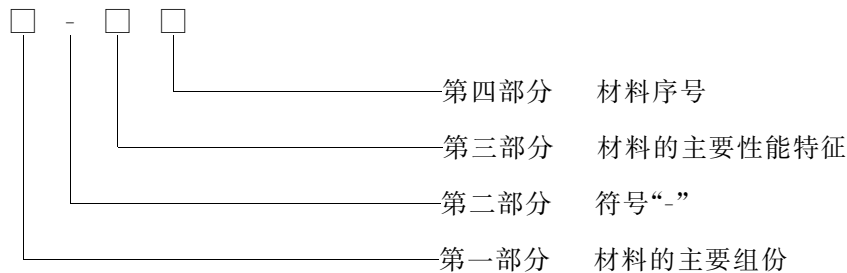 □ - □ □
第四部分 材料序号
第三部分 材料的主要性能特征
第二部分 符号“-”
第一部分 材料的主要组份